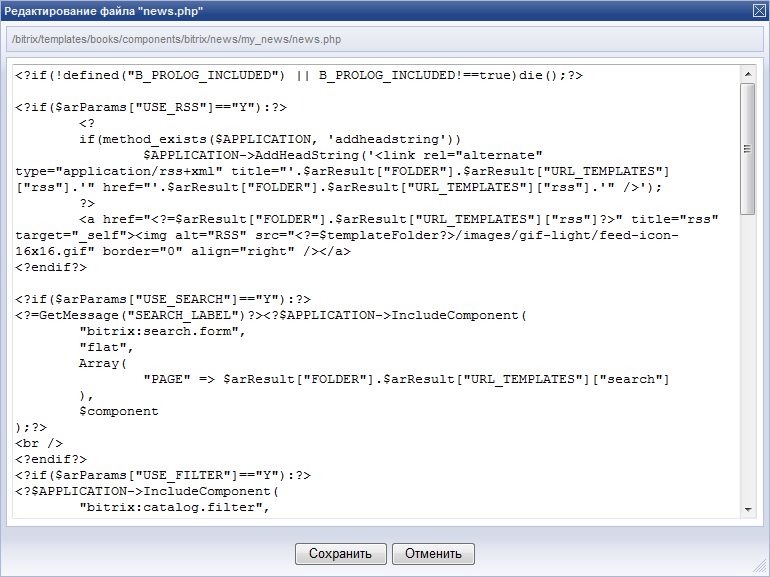 Редактирование файла "news.php"
/bitrix/templates/books/components/bitrix/news/my_news/news.php
<?if(!defined("B_PROLOG_INCLUDED") || B_PROLOG_INCLUDED!==true)die();?>
<?if($arParams["USE_RSS"]=="Y"):?>
<?
if(method_exists($APPLICATION, 'addheadstring'))
$APPLICATION->AddHeadString('<link rel="alternate"
type="application/rss+xml" title="'.$arResult["FOLDER"].$arResult["URL_TEMPLATES"]
["rss"].'" href="'.$arResult["FOLDER"].$arResult["URL_TEMPLATES"]["rss"].'" />');
?>
<a href="<?=$arResult["FOLDER"].$arResult["URL_TEMPLATES"]["rss"]?>" title="rss"
target="_self"><img alt="RSS" src="<?=$templateFolder?>/images/gif-light/feed-icon-
16x16.gif" border="0" align="right" /></a>
<?endif?>
<?if($arParams["USE_SEARCH"]=="Y"):?>
<?=GetMessage("SEARCH_LABEL")?><?$APPLICATION->IncludeComponent(
"bitrix:search.form",
"flat",
Array(
"PAGE" => $arResult["FOLDER"].$arResult["URL_TEMPLATES"]["search"]
),
$component
);?>
<br />
<?endif?>
<?if($arParams["USE_FILTER"]=="Y"):?>
<?$APPLICATION->IncludeComponent(
"bitrix:catalog.filter",
Сохранить
Отменить